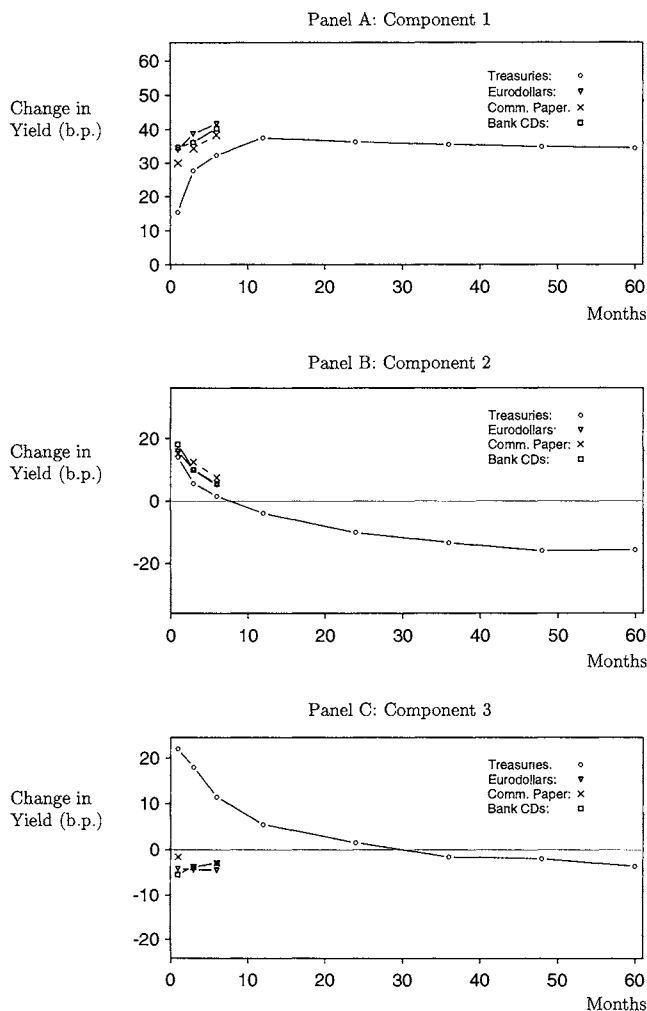 Panel A: Component 1
Change in
Yield (b.p.)
60
50
40
30
20
10
0
Treasuries:
Eurodollars:
Comm. Paper.
Bank CDs:
0 10 20 30 40 50 60
Months
Panel B: Component 2
Change in
Yield (b.p.)
20
0
-20
Treasuries:
Eurodollars:
Comm. Paper:
Bank CDs:
0 10 20 30 40 50 60
Months
Panel C: Component 3
Change in
Yield (b.p.)
20
10
0
-10
-20
Treasuries.
Eurodollars:
Comm. Paper:
Bank CDs:
0 10 20 30 40 50 60
Months